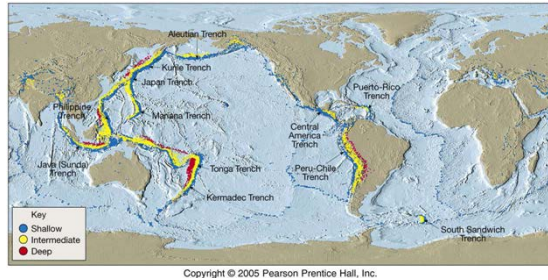 Aleutian Trench
Kurile Trench
Japan Trench
Philippine
Trench
Mariana Trench
Java (Sunda)
Trench
Tonga Trench
Kermadec Trench
Puerto-Rico
Trench
Central
America
Trench
Peru-Chile
Trench
South Sandwich
Trench
Key
Shallow
Intermediate
Deep
Copyright © 2005 Pearson Prentice Hall, Inc.